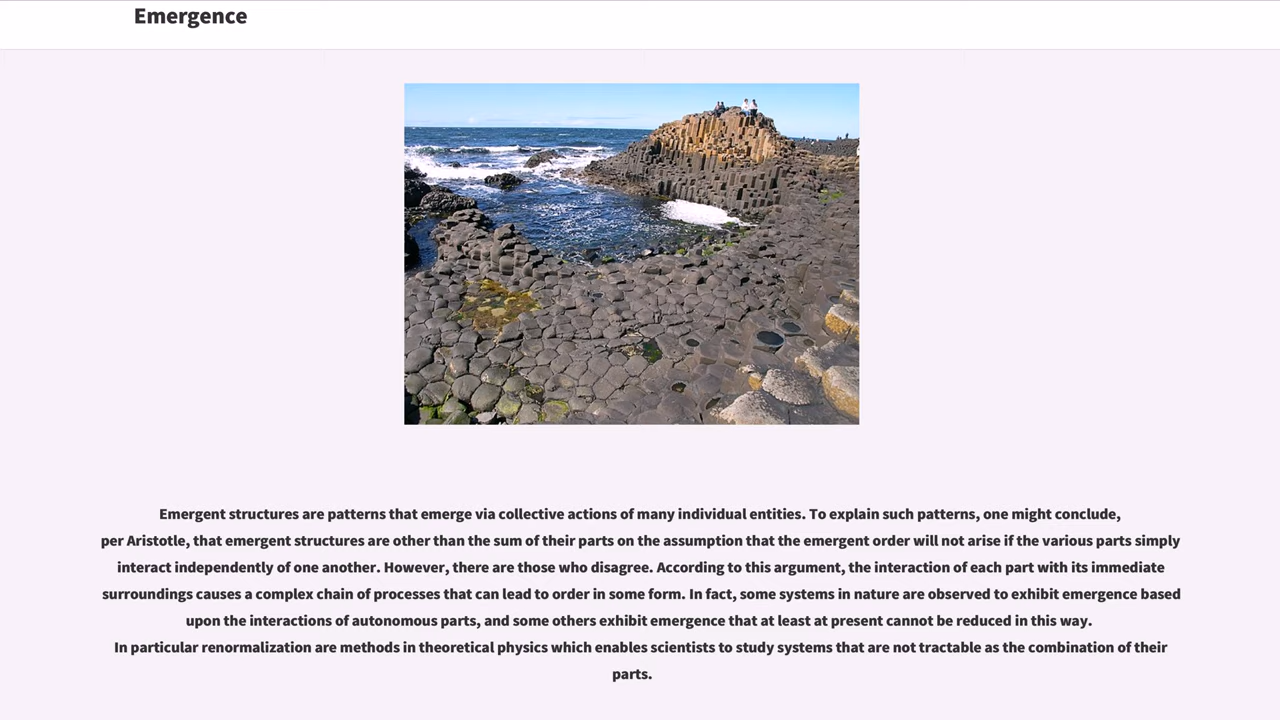 Emergence
Emergent structures are patterns that emerge via collective actions of many individual entities. To explain such patterns, one might conclude,
per Aristotle, that emergent structures are other than the sum of their parts on the assumption that the emergent order will not arise if the various parts simply
interact independently of one another. However, there are those who disagree. According to this argument, the interaction of each part with its immediate
surroundings causes a complex chain of processes that can lead to order in some form. In fact, some systems in nature are observed to exhibit emergence based
upon the interactions of autonomous parts, and some others exhibit emergence that at least at present cannot be reduced in this way.
In particular renormalization are methods in theoretical physics which enables scientists to study systems that are not tractable as the combination of their
parts.